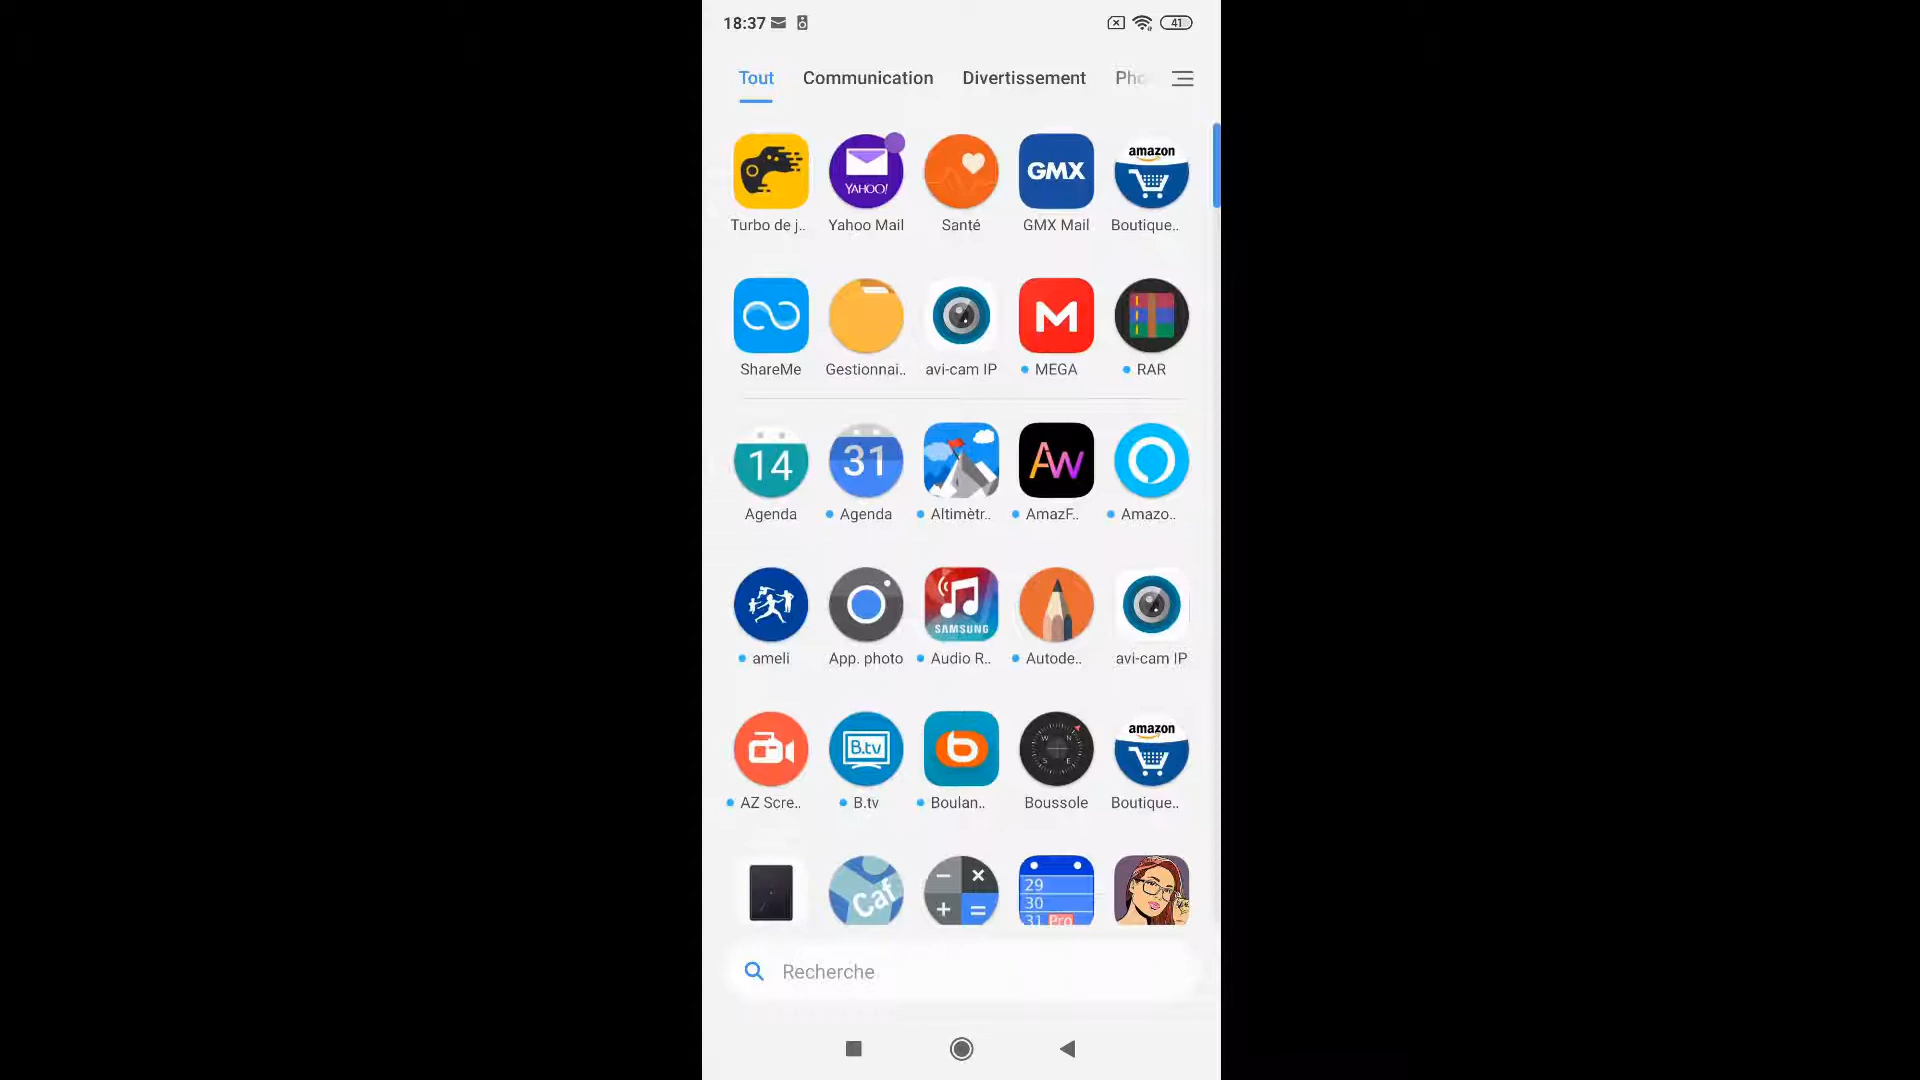 18:37 41
Tout Communication Divertissement Pho
YAHOO! GMX amazon
Turbo de j.. Yahoo Mail Santé GMX Mail Boutique..
M
ShareMe Gestionnai.. avi-cam IP MEGA RAR
14 31 AW
Agenda Agenda Altimètr.. AmazF.. Amazo..
SAMSUNG
ameli App. photo Audio R.. Autode.. avi-cam IP
B.tv b N W S E amazon
AZ Scre.. B.tv Boulan.. Boussole Boutique..
Caf − × + = 29
30
31 Pro
Recherche